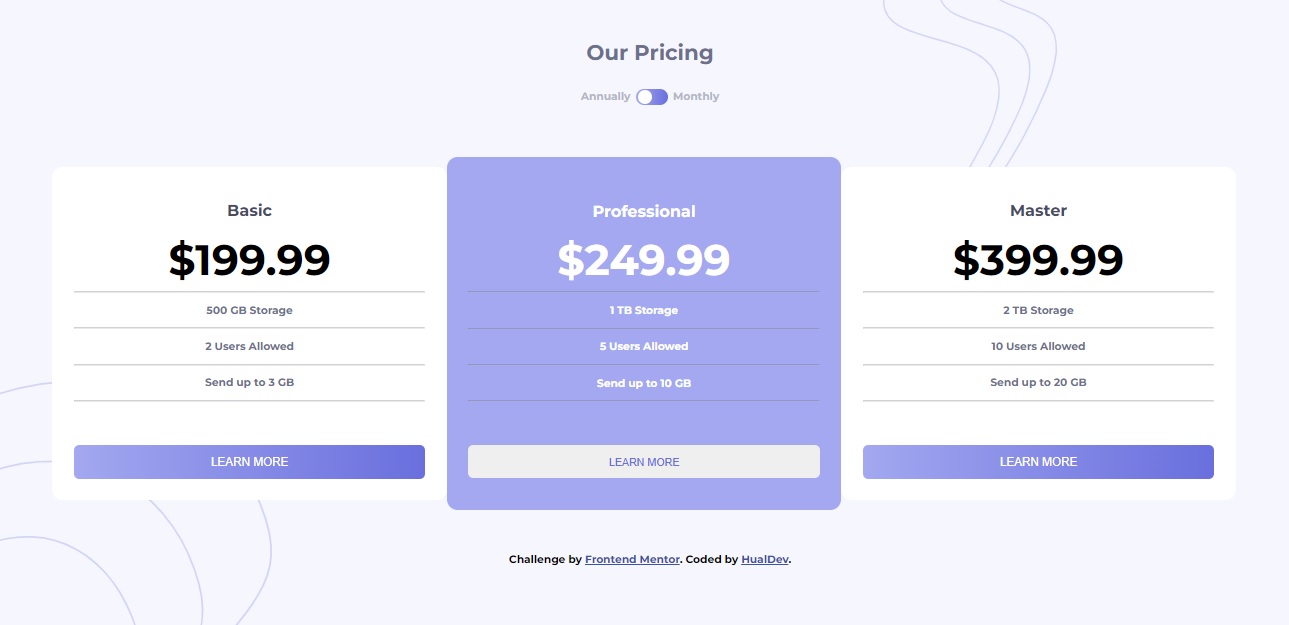 Our Pricing
Annually Monthly
Basic
$199.99
500 GB Storage
2 Users Allowed
Send up to 3 GB
LEARN MORE
Professional
$249.99
1 TB Storage
5 Users Allowed
Send up to 10 GB
LEARN MORE
Master
$399.99
2 TB Storage
10 Users Allowed
Send up to 20 GB
LEARN MORE
Challenge by Frontend Mentor. Coded by HualDev.